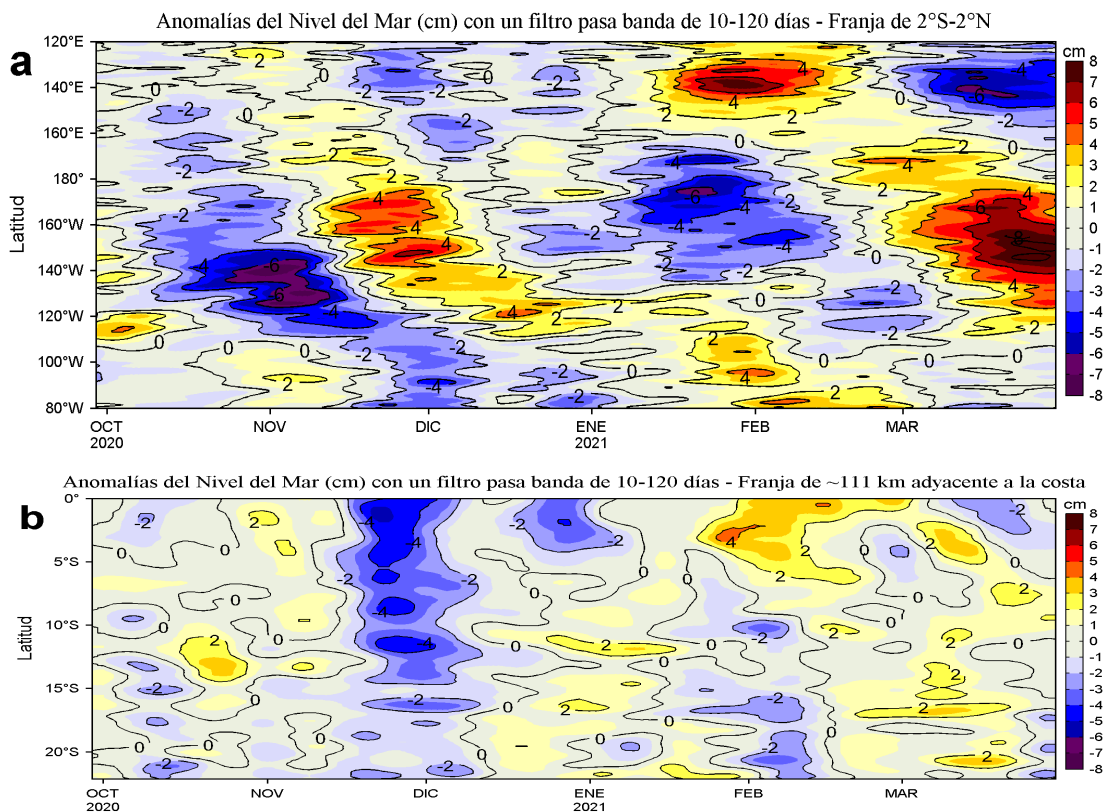 Anomalías del Nivel del Mar (cm) con un filtro pasa banda de 10-120 días - Franja de 2°S-2°N
a
cm
Latitud
120°E
140°E
160°E
180°
160°W
140°W
120°W
100°W
80°W
8
7
6
5
4
3
2
1
0
-1
-2
-3
-4
-5
-6
-7
-8
OCT
2020
NOV
DIC
ENE
2021
FEB
MAR
Anomalías del Nivel del Mar (cm) con un filtro pasa banda de 10-120 días - Franja de ~111 km adyacente a la costa
b
cm
Latitud
0°
5°S
10°S
15°S
20°S
8
7
6
5
4
3
2
1
0
-1
-2
-3
-4
-5
-6
-7
-8
OCT
2020
NOV
DIC
ENE
2021
FEB
MAR